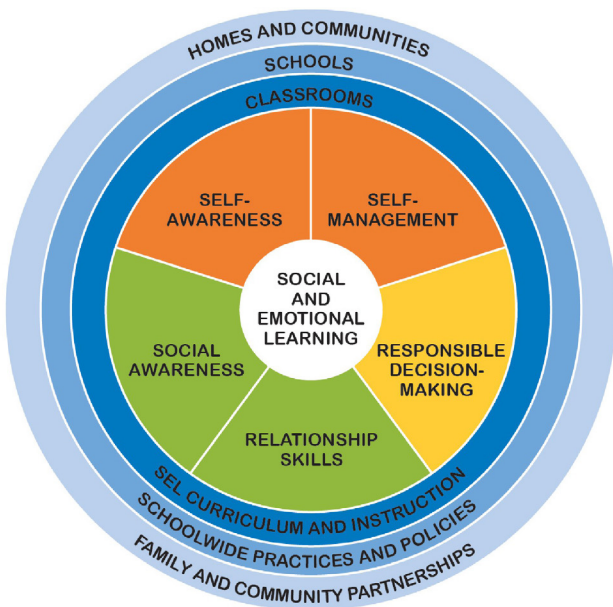 HOMES AND COMMUNITIES
SCHOOLS
CLASSROOMS
SELF-
AWARENESS
SELF-
MANAGEMENT
SOCIAL
AND
EMOTIONAL
LEARNING
SOCIAL
AWARENESS
RESPONSIBLE
DECISION-
MAKING
RELATIONSHIP
SKILLS
SEL CURRICULUM AND INSTRUCTION
SCHOOLWIDE PRACTICES AND POLICIES
FAMILY AND COMMUNITY PARTNERSHIPS